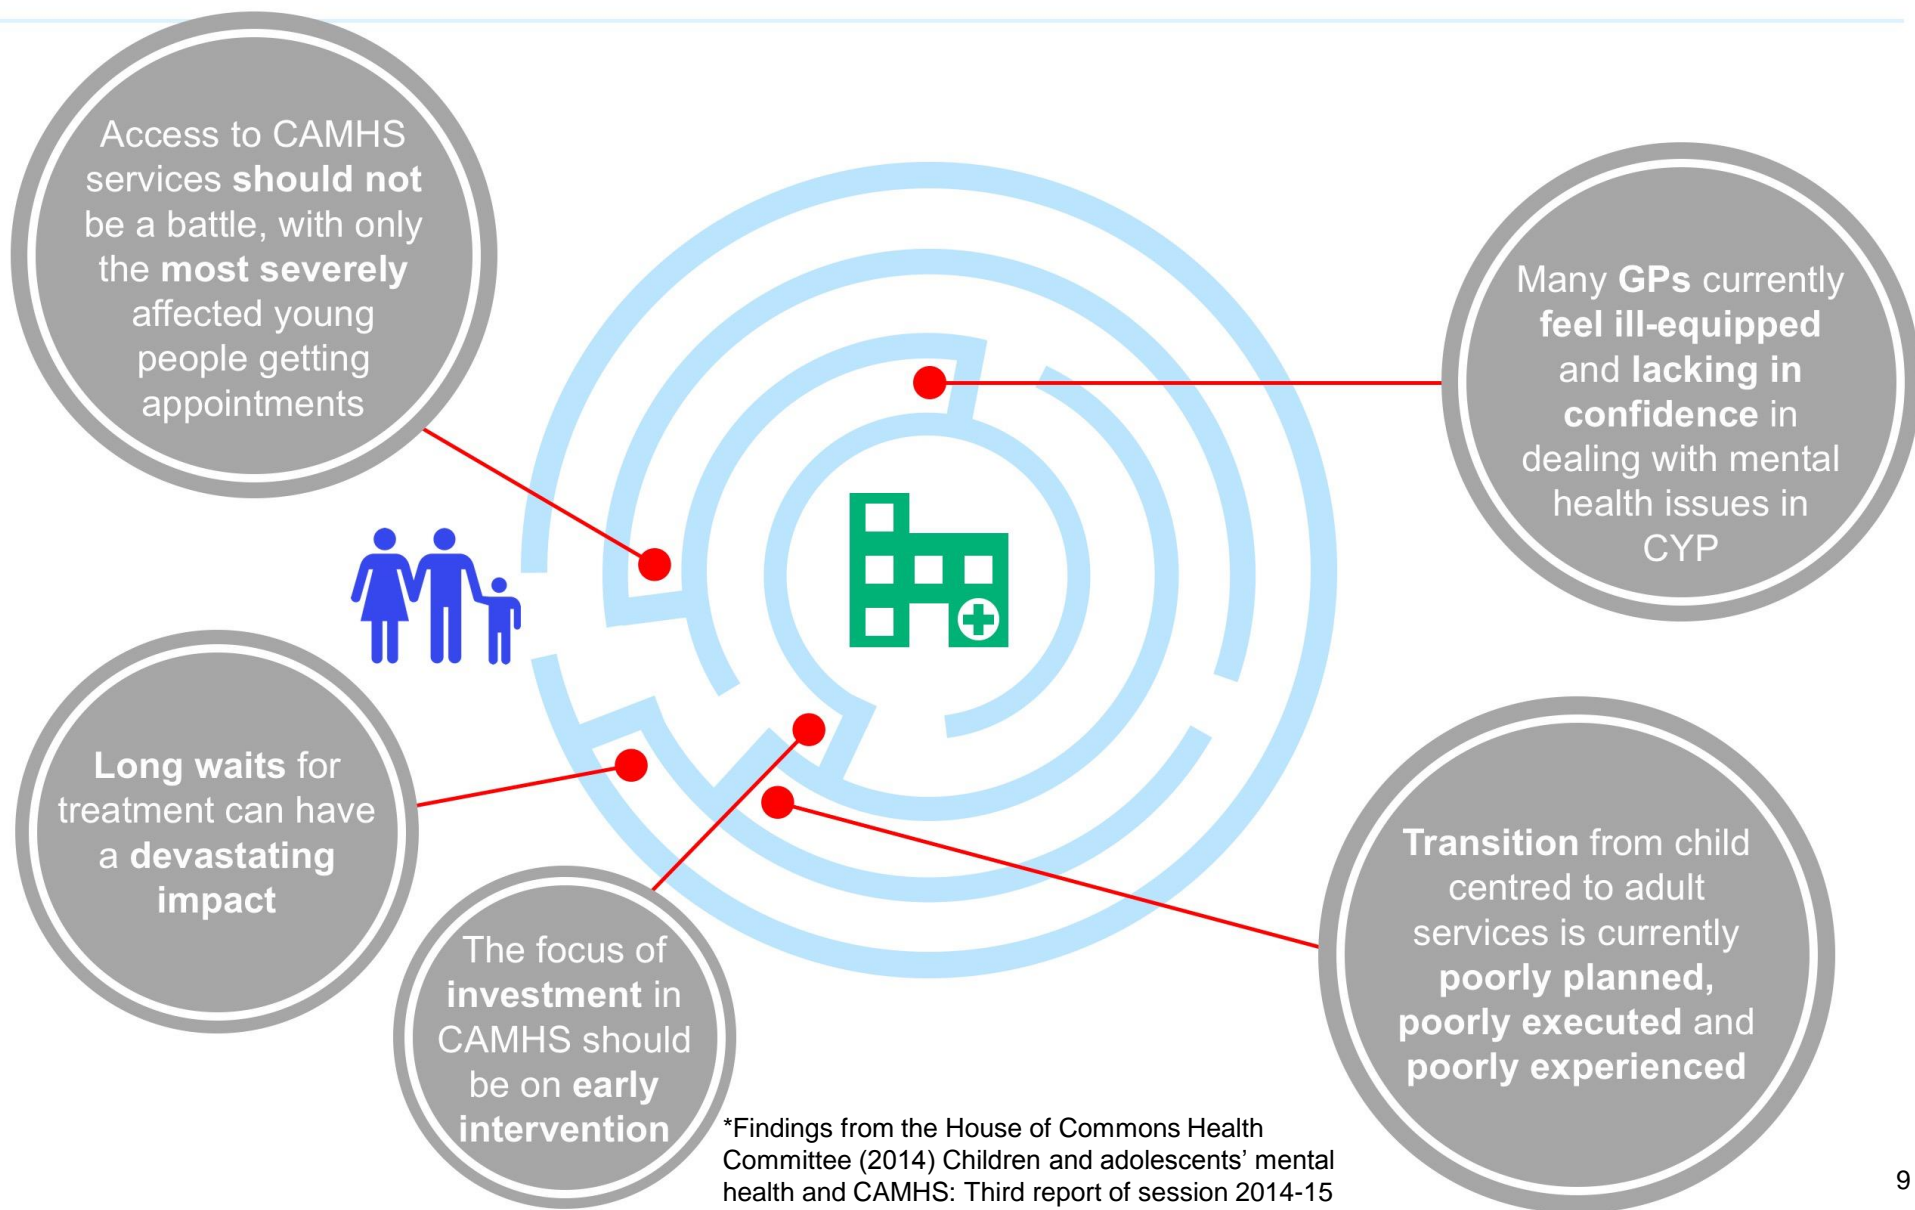 Access to CAMHS
services should not
be a battle, with only
the most severely
affected young
people getting
appointments
Many GPs currently
feel ill-equipped
and lacking in
confidence in
dealing with mental
health issues in
CYP
Long waits for
treatment can have
a devastating
impact
The focus of
investment in
CAMHS should
be on early
intervention
Transition from child
centred to adult
services is currently
poorly planned,
poorly executed and
poorly experienced
*Findings from the House of Commons Health
Committee (2014) Children and adolescents’ mental
health and CAMHS: Third report of session 2014-15
9